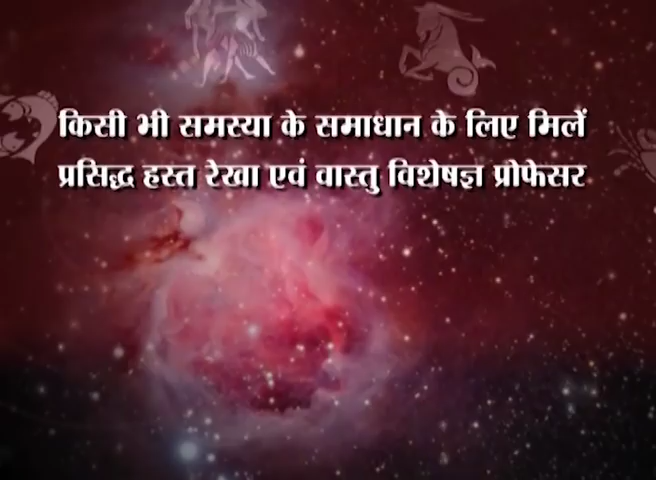 किसी भी समस्या के समाधान के लिए मिलें
प्रसिद्ध हस्त रेखा एवं वास्तु विशेषज्ञ प्रोफेसर